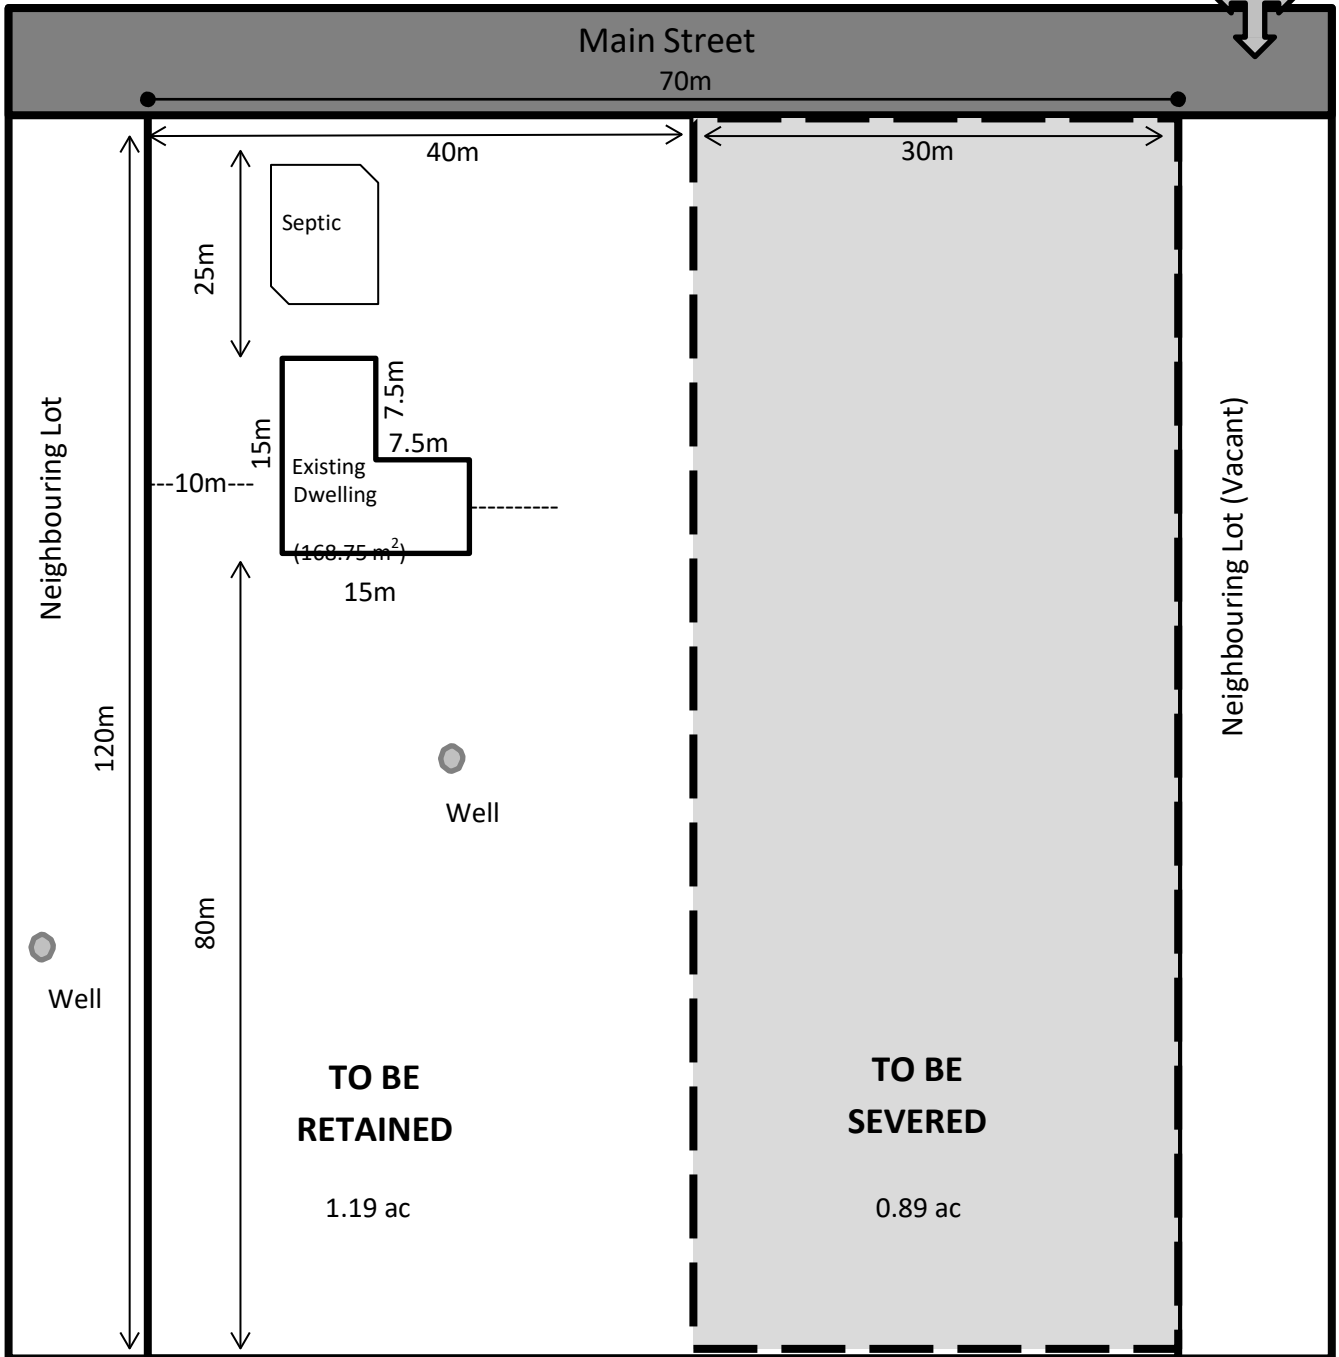 Main Street
70m
40m
30m
Septic
25m
7.5m
7.5m
15m
Existing
Dwelling
10m
(168.75 m²)
15m
Neighbouring Lot
Neighbouring Lot (Vacant)
120m
Well
80m
Well
TO BE
RETAINED
1.19 ac
TO BE
SEVERED
0.89 ac